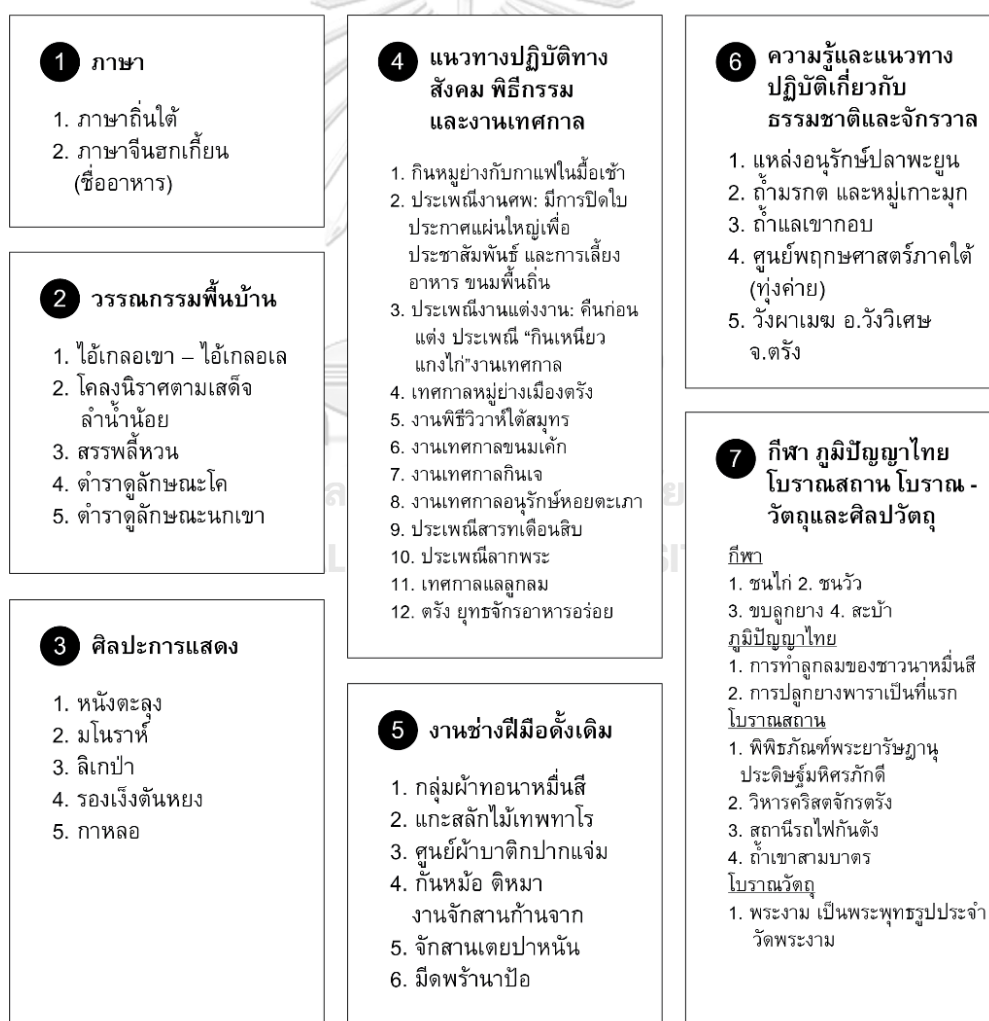 1 ภาษา
1. ภาษาถิ่นใต้
2. ภาษาจีนฮกเกี้ยน
(ชื่ออาหาร)
2 วรรณกรรมพื้นบ้าน
1. ไอ้เกลอเขา – ไอ้เกลอเล
2. โคลงนิราศตามเสด็จ
ลำน้ำน้อย
3. สรรพลี้หวน
4. ตำราดูลักษณะโค
5. ตำราดูลักษณะนกเขา
3 ศิลปะการแสดง
1. หนังตะลุง
2. มโนราห์
3. ลิเกป่า
4. รองเง็งตันหยง
5. กาหลอ
4 แนวทางปฏิบัติทาง
สังคม พิธีกรรม
และงานเทศกาล
1. กินหมูย่างกับกาแฟในมื้อเช้า
2. ประเพณีงานศพ: มีการปิดใบ
ประกาศแผ่นใหญ่เพื่อ
ประชาสัมพันธ์ และการเลี้ยง
อาหาร ขนมพื้นถิ่น
3. ประเพณีงานแต่งงาน: คืนก่อน
แต่ง ประเพณี “กินเหนียว
แกงไก่”งานเทศกาล
4. เทศกาลหมู่ย่างเมืองตรัง
5. งานพิธีวิวาห์ใต้สมุทร
6. งานเทศกาลขนมเค้ก
7. งานเทศกาลกินเจ
8. งานเทศกาลอนุรักษ์หอยตะเภา
9. ประเพณีสารทเดือนสิบ
10. ประเพณีลากพระ
11. เทศกาลแลลูกลม
12. ตรัง ยุทธจักรอาหารอร่อย
5 งานช่างฝีมือดั้งเดิม
1. กลุ่มผ้าทอนาหมื่นสี
2. แกะสลักไม้เทพทาโร
3. ศูนย์ผ้าบาติกปากแจ่ม
4. ก้นหม้อ ติหมา
งานจักสานก้านจาก
5. จักสานเตยปาหนัน
6. มีดพร้านาป้อ
6 ความรู้และแนวทาง
ปฏิบัติเกี่ยวกับ
ธรรมชาติและจักรวาล
1. แหล่งอนุรักษ์ปลาพะยูน
2. ถ้ำมรกต และหมู่เกาะมุก
3. ถ้ำแลเขากอบ
4. ศูนย์พฤกษศาสตร์ภาคใต้
(ทุ่งค่าย)
5. วังผาเมฆ อ.วังวิเศษ
จ.ตรัง
7 กีฬา ภูมิปัญญาไทย
โบราณสถาน โบราณ -
วัตถุและศิลปวัตถุ
กีฬา
1. ชนไก่ 2. ชนวัว
3. ขบลูกยาง 4. สะบ้า
ภูมิปัญญาไทย
1. การทำลูกลมของชาวนาหมื่นสี
2. การปลูกยางพาราเป็นที่แรก
โบราณสถาน
1. พิพิธภัณฑ์พระยารัษฎานุ
ประดิษฐ์มหิศรภักดี
2. วิหารคริสตจักรตรัง
3. สถานีรถไฟกันตัง
4. ถ้ำเขาสามบาตร
โบราณวัตถุ
1. พระงาม เป็นพระพุทธรูปประจำ
วัดพระงาม